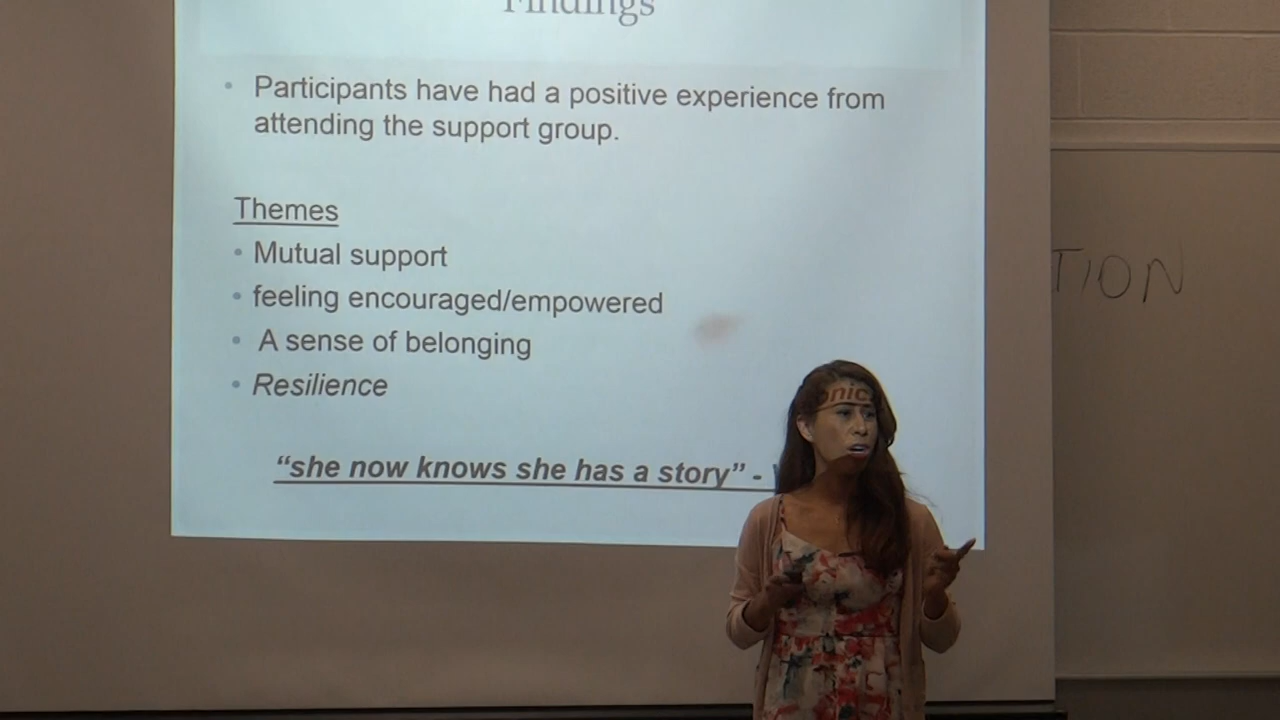 Findings
• Participants have had a positive experience from
attending the support group.
Themes
• Mutual support
• feeling encouraged/empowered
• A sense of belonging
• Resilience
“she now knows she has a story” -
TION